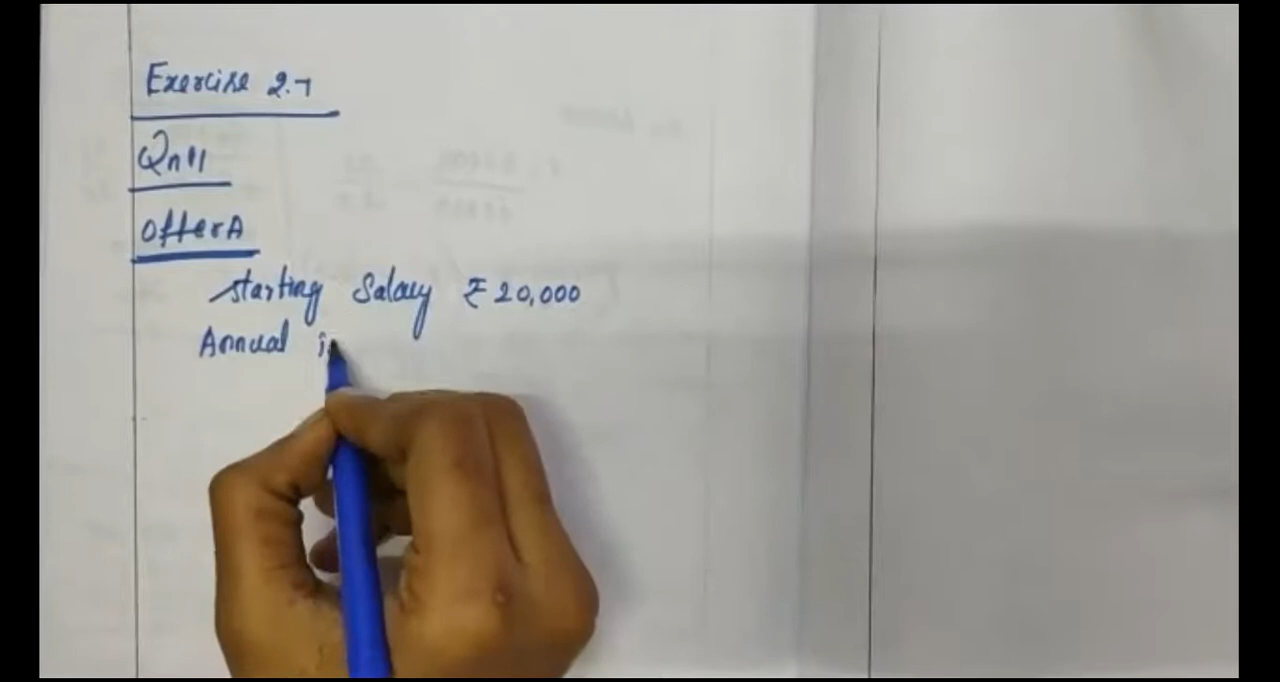 Exercise 2.7
Qn 11
Offer A
Starting Salary ₹ 20,000
Annual i